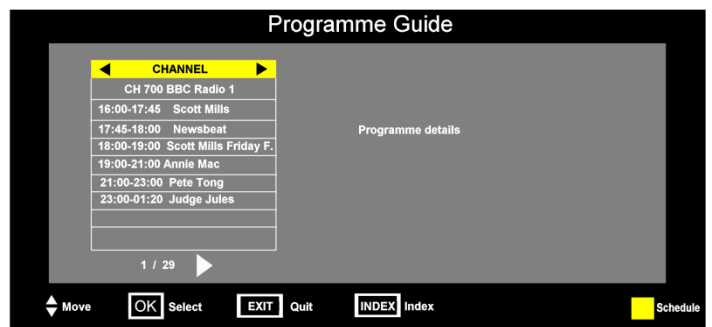 Programme Guide
CHANNEL
CH 700 BBC Radio 1
16:00-17:45 Scott Mills
17:45-18:00 Newsbeat
18:00-19:00 Scott Mills Friday F.
19:00-21:00 Annie Mac
21:00-23:00 Pete Tong
23:00-01:20 Judge Jules
Programme details
1 / 29
Move OK Select EXIT Quit INDEX Index Schedule